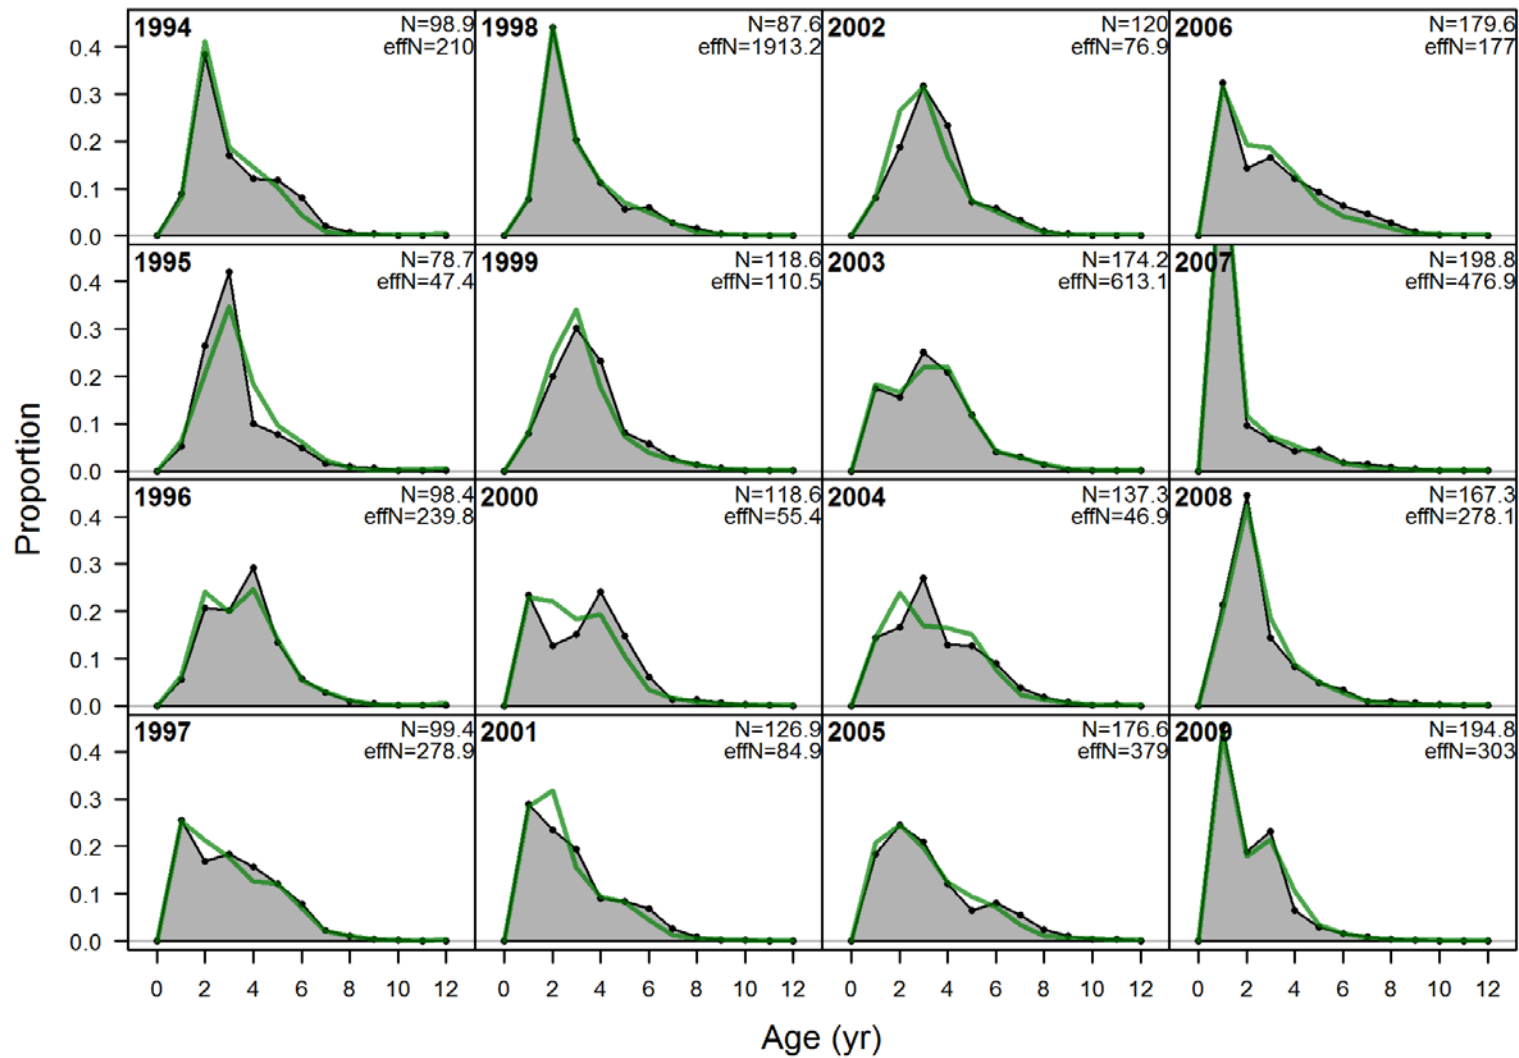 1994
N=98.9
effN=210
1998
N=87.6
effN=1913.2
2002
N=120
effN=76.9
2006
N=179.6
effN=177
0.4
0.3
0.2
0.1
0.0
1995
N=78.7
effN=47.4
1999
N=118.6
effN=110.5
2003
N=174.2
effN=613.1
2007
N=198.8
effN=476.9
0.4
0.3
0.2
0.1
0.0
1996
N=98.4
effN=239.8
2000
N=118.6
effN=55.4
2004
N=137.3
effN=46.9
2008
N=167.3
effN=278.1
0.4
0.3
0.2
0.1
0.0
1997
N=99.4
effN=278.9
2001
N=126.9
effN=84.9
2005
N=176.6
effN=379
2009
N=194.8
effN=303
0.4
0.3
0.2
0.1
0.0
0 2 4 6 8 10 12
0 2 4 6 8 10 12
0 2 4 6 8 10 12
0 2 4 6 8 10 12
Proportion
Age (yr)